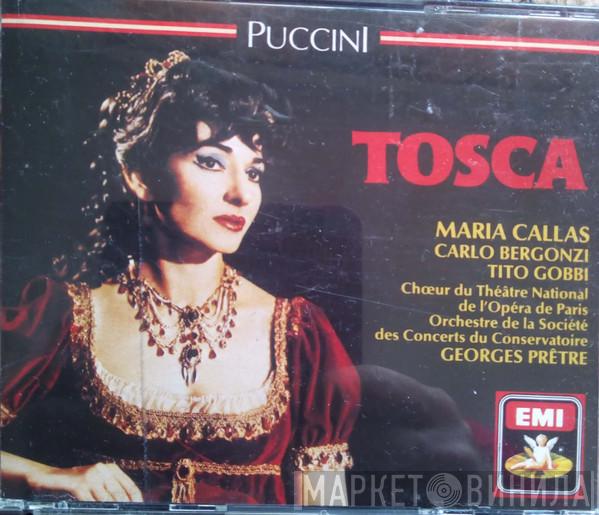 PUCCINI
TOSCA
MARIA CALLAS
CARLO BERGONZI
TITO GOBBI
Chœur du Théâtre National
de l'Opéra de Paris
Orchestre de la Société
des Concerts du Conservatoire
GEORGES PRÊTRE
EMI
МАРКЕТ ВИНИЛА